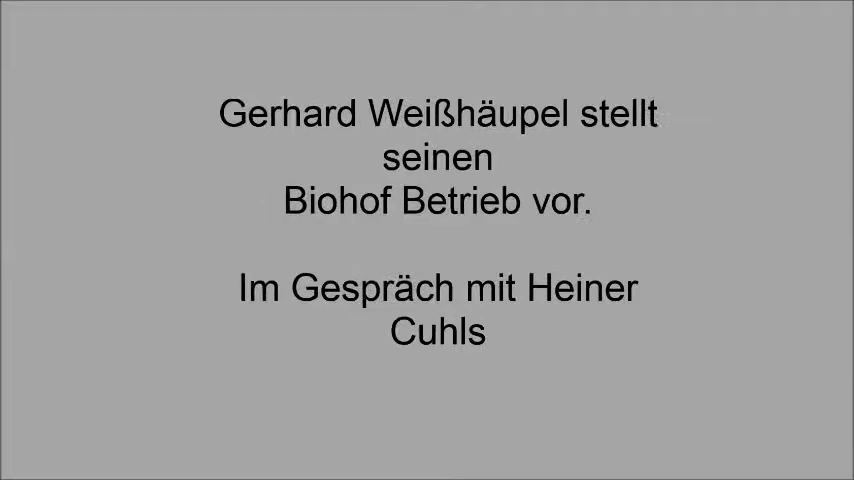 Gerhard Weißhäupel stellt
seinen
Biohof Betrieb vor.
Im Gespräch mit Heiner
Cuhls